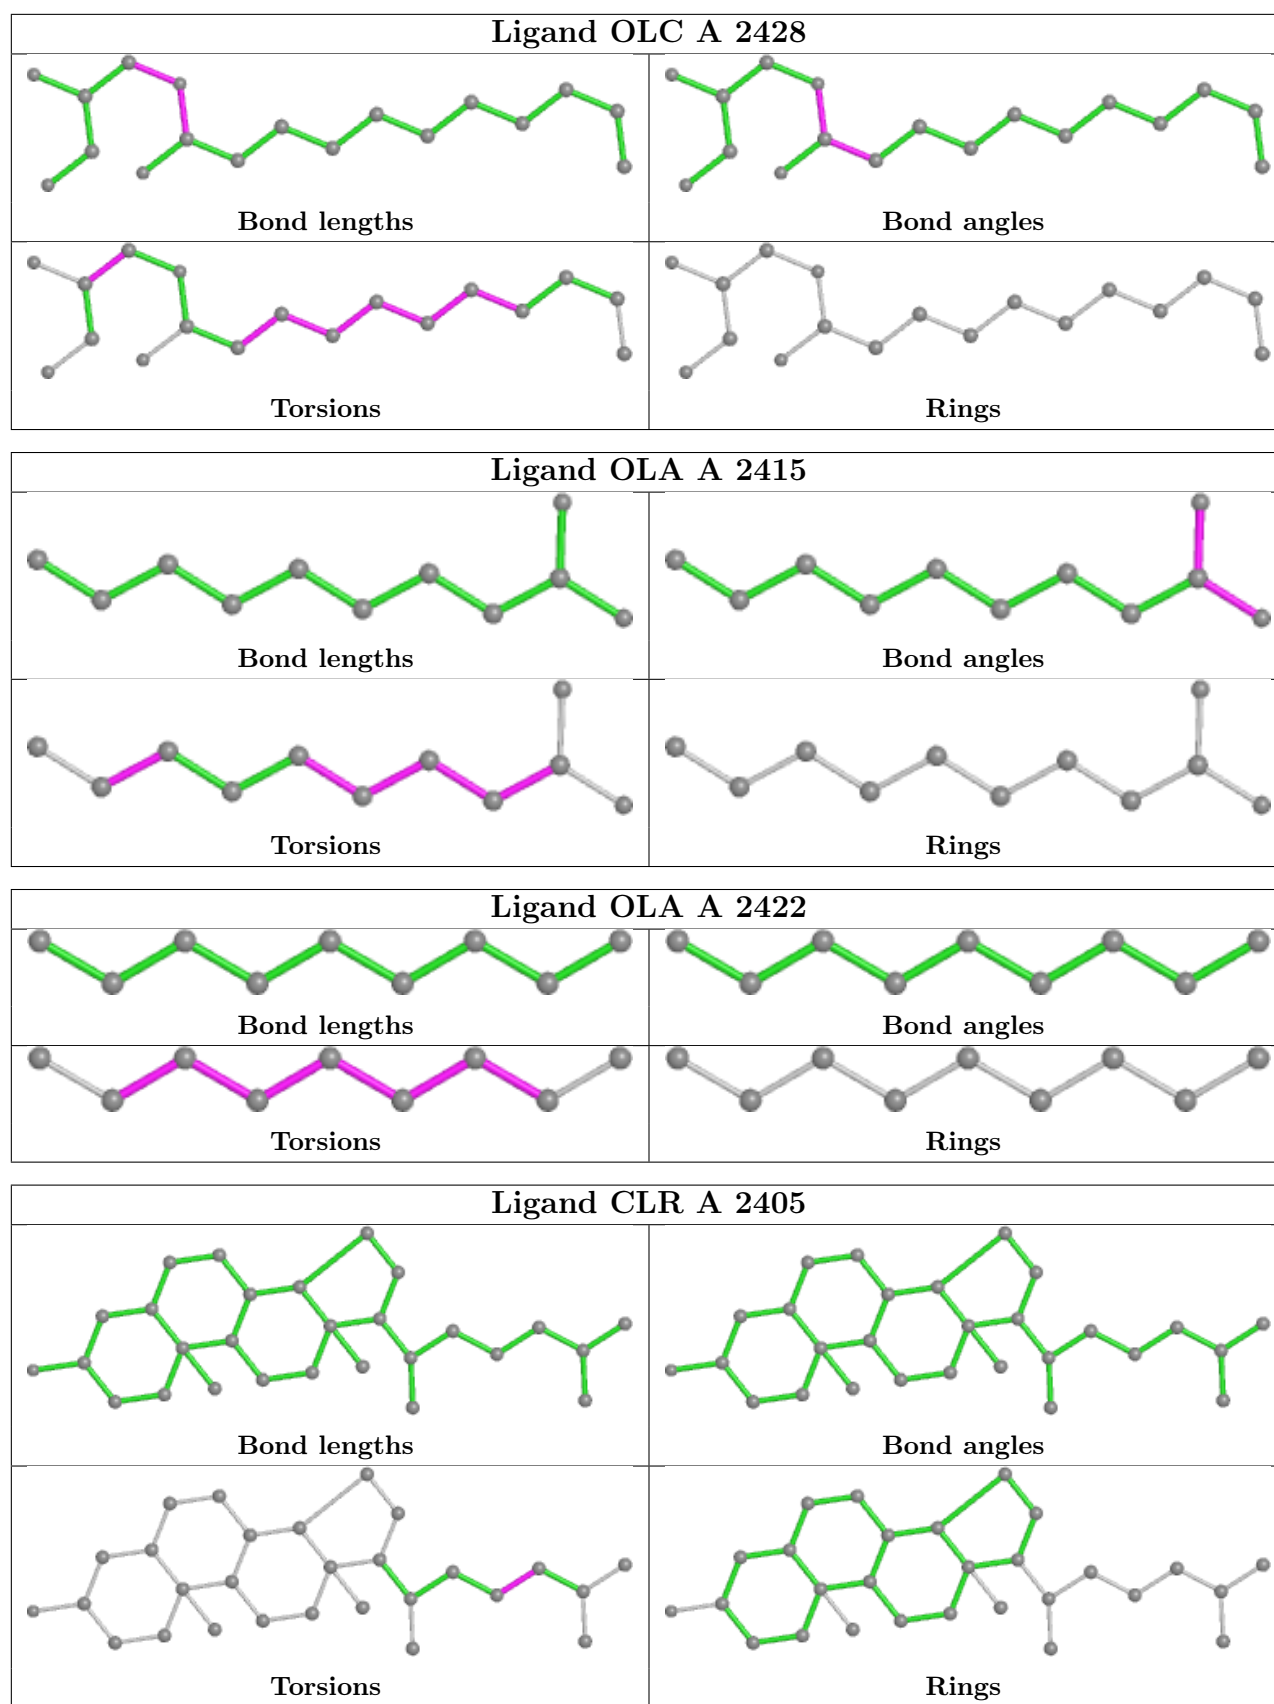 Ligand OLC A 2428
Bond lengths
Bond angles
Torsions
Rings
Ligand OLA A 2415
Bond lengths
Bond angles
Torsions
Rings
Ligand OLA A 2422
Bond lengths
Bond angles
Torsions
Rings
Ligand CLR A 2405
Bond lengths
Bond angles
Torsions
Rings